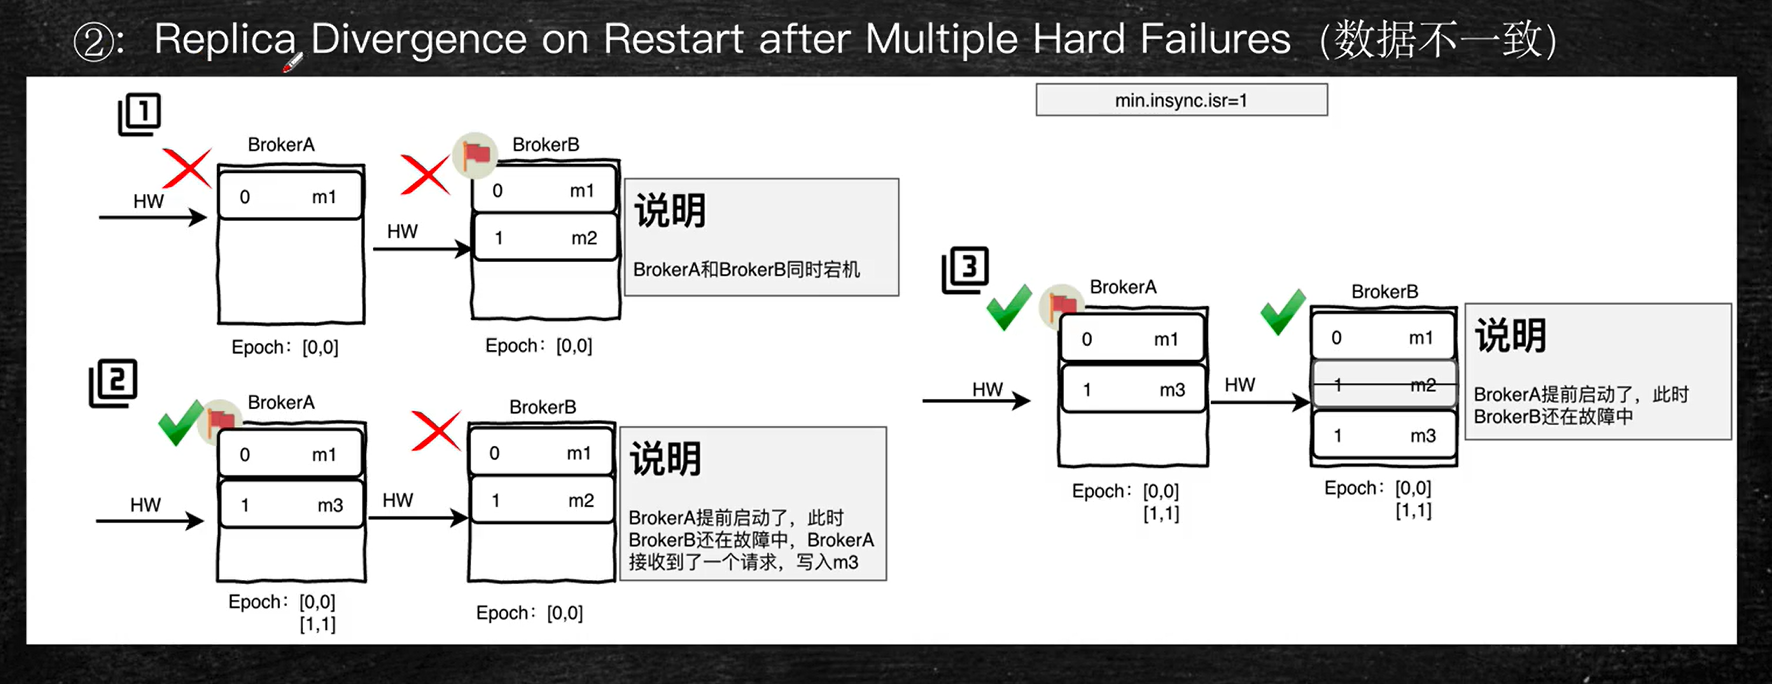 ②：Replica Divergence on Restart after Multiple Hard Failures（数据不一致）
min.insync.isr=1
1
BrokerA
HW
0 m1
Epoch：[0,0]
BrokerB
HW
0 m1
1 m2
Epoch：[0,0]
说明
BrokerA和BrokerB同时宕机
2
BrokerA
HW
0 m1
1 m3
Epoch：[0,0]
[1,1]
BrokerB
HW
0 m1
1 m2
Epoch：[0,0]
说明
BrokerA提前启动了，此时
BrokerB还在故障中，BrokerA
接收到了一个请求，写入m3
3
BrokerA
HW
0 m1
1 m3
Epoch：[0,0]
[1,1]
BrokerB
HW
0 m1
1 m2
1 m3
Epoch：[0,0]
[1,1]
说明
BrokerA提前启动了，此时
BrokerB还在故障中